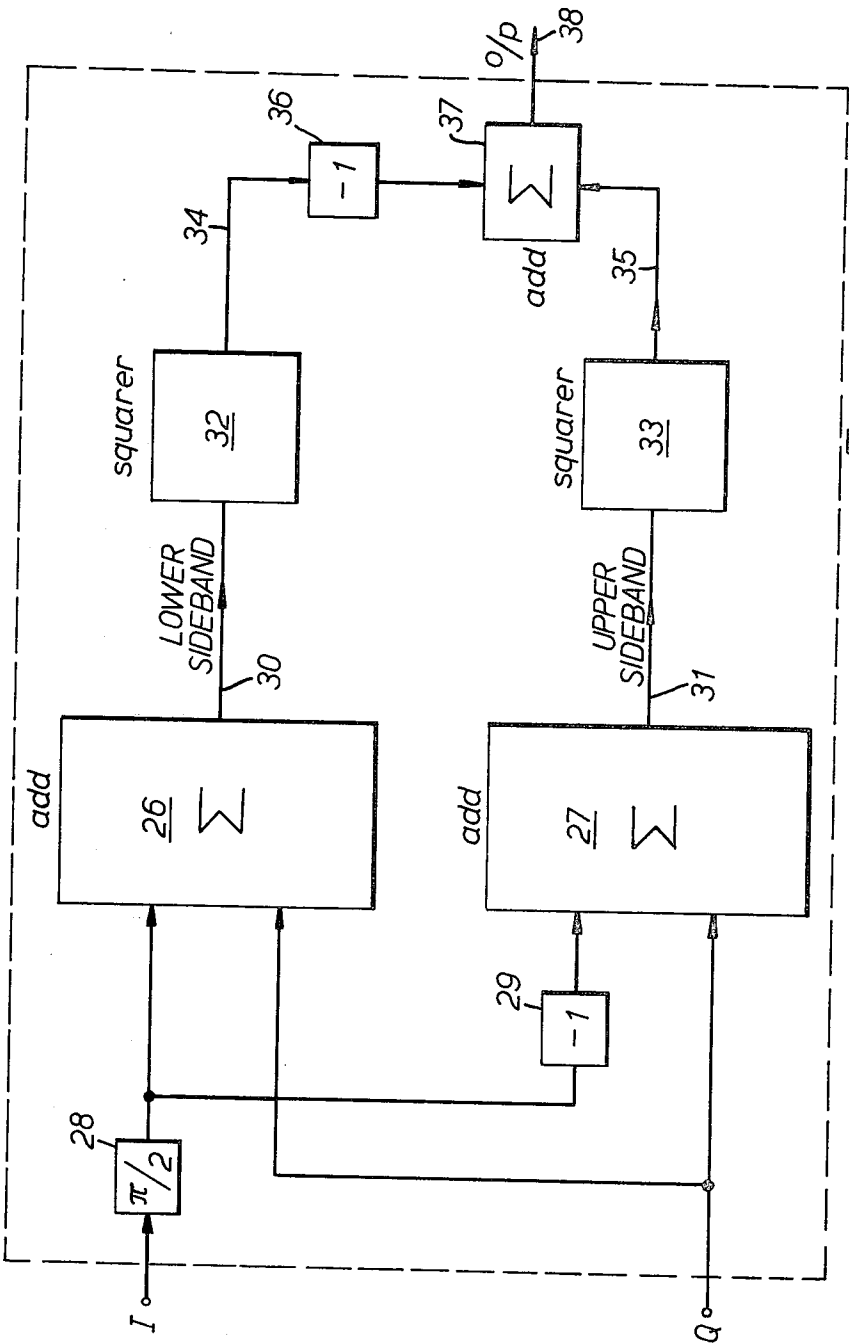 I
28
π/2
Q
29
-1
add
26
Σ
add
27
Σ
30
LOWER
SIDEBAND
31
UPPER
SIDEBAND
squarer
32
squarer
33
34
35
36
-1
37
Σ
add
o/p
38